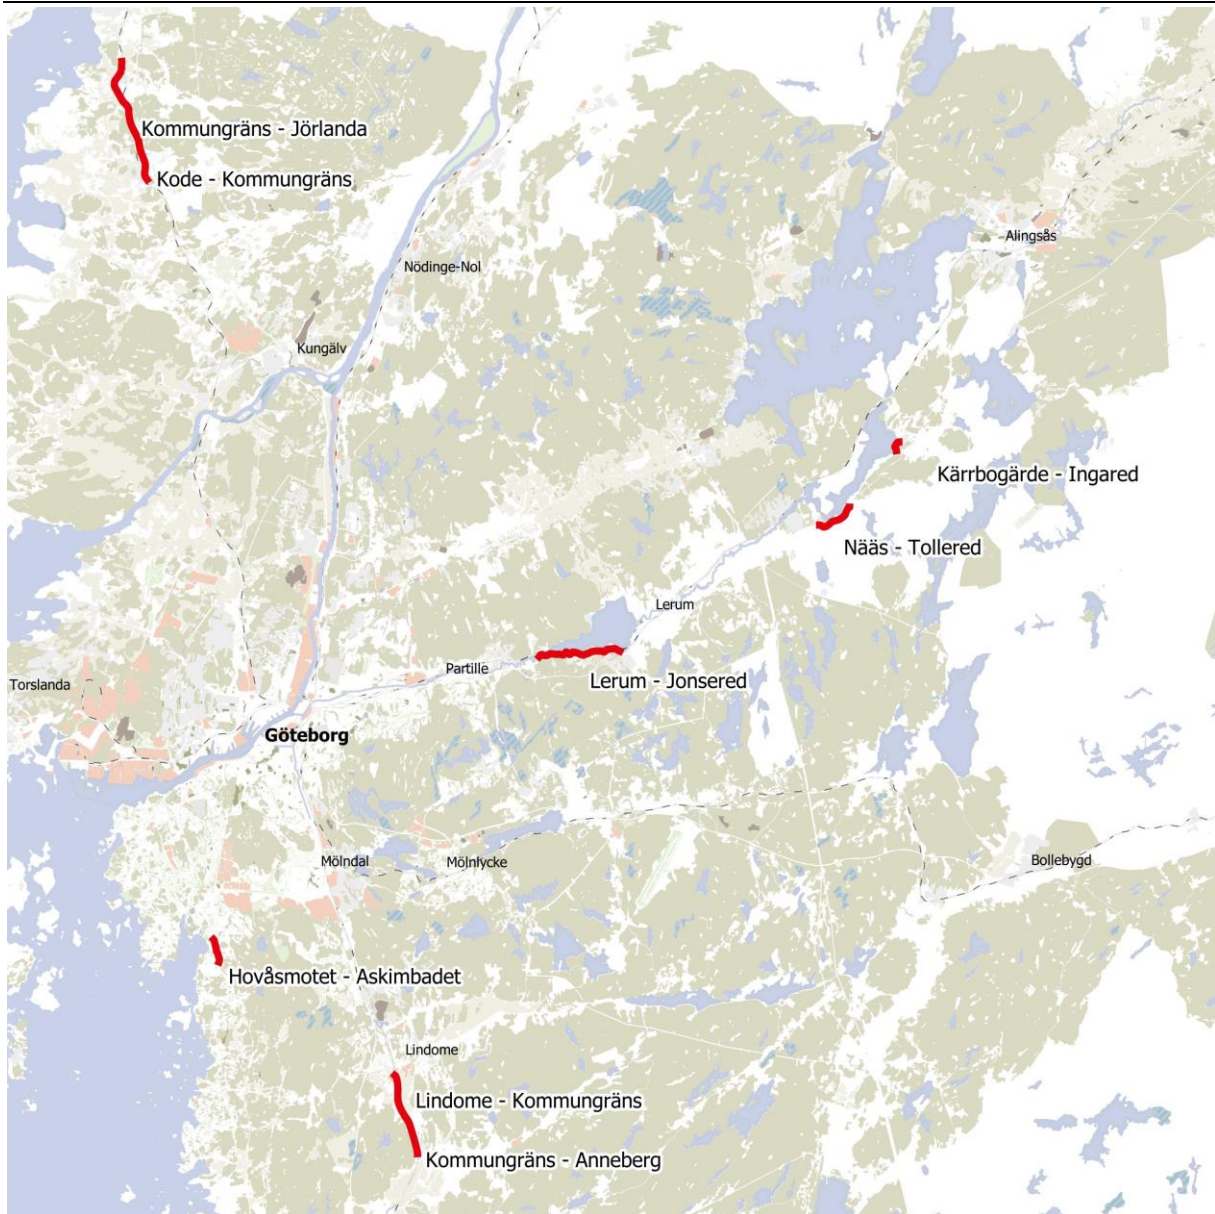 Kommungräns - Jörlanda
Kode - Kommungräns
Alingsås
Nödinge-Nol
Kungälv
Kärrbogärde - Ingared
Nääs - Tollered
Lerum
Partille
Lerum - Jonsered
Torslanda
Göteborg
Mölndal
Mölnlycke
Bollebygd
Hovåsmotet - Askimbadet
Lindome
Lindome - Kommungräns
Kommungräns - Anneberg